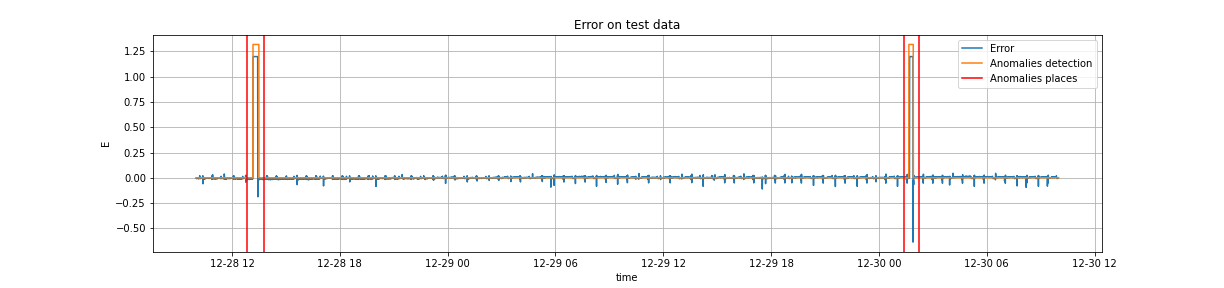 Error on test data
1.25
1.00
0.75
0.50
0.25
0.00
−0.25
−0.50
E
Error
Anomalies detection
Anomalies places
12-28 12
12-28 18
12-29 00
12-29 06
12-29 12
12-29 18
12-30 00
12-30 06
12-30 12
time